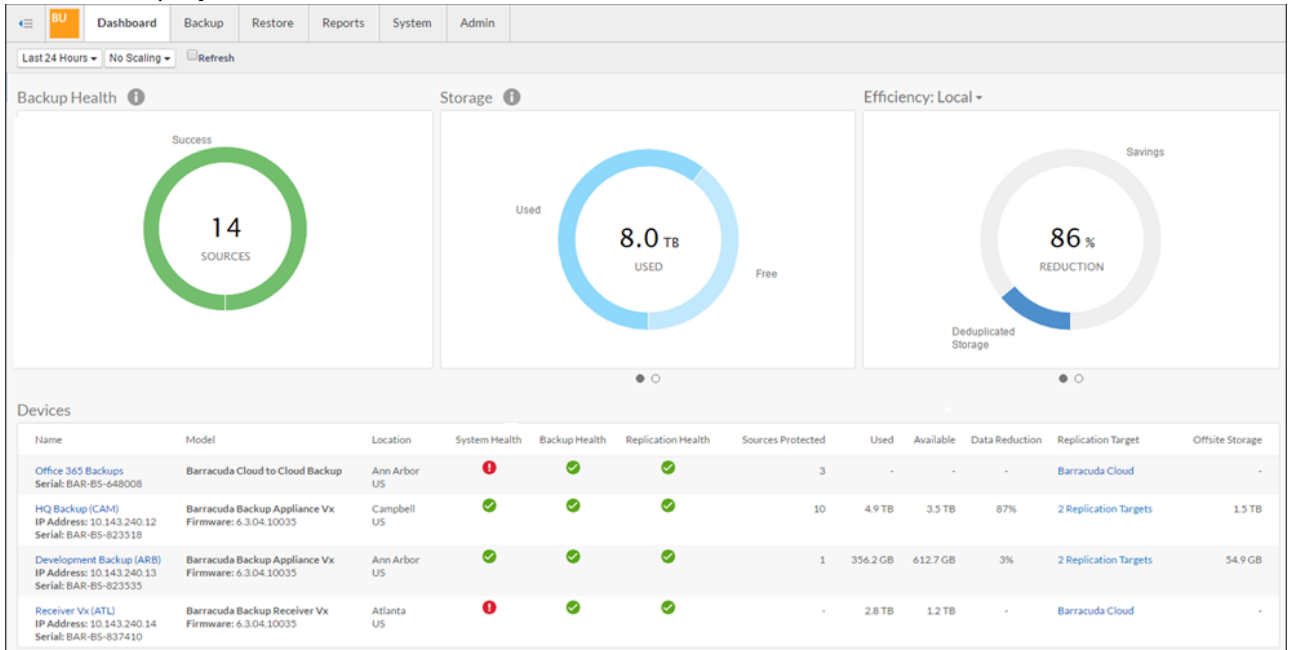 BU Dashboard Backup Restore Reports System Admin
Last 24 Hours No Scaling Refresh
Backup Health
Success
14
SOURCES
Storage
Used
8.0 TB
USED
Free
Efficiency: Local
Savings
86 %
REDUCTION
Deduplicated
Storage
Devices
Name Model Location System Health Backup Health Replication Health Sources Protected Used Available Data Reduction Replication Target Offsite Storage
Office 365 Backups Barracuda Cloud to Cloud Backup Ann Arbor 3 - - - Barracuda Cloud -
Serial: BAR-BS-648008 US
HQ Backup (CAM) Barracuda Backup Appliance Vx Campbell 10 4.9 TB 3.5 TB 87% 2 Replication Targets 1.5 TB
IP Address: 10.143.240.12 Firmware: 6.3.04.10035 US
Serial: BAR-BS-823518
Development Backup (ARB) Barracuda Backup Appliance Vx Ann Arbor 1 356.2 GB 612.7 GB 3% 2 Replication Targets 54.9 GB
IP Address: 10.143.240.13 Firmware: 6.3.04.10035 US
Serial: BAR-BS-823535
Receiver Vx (ATL) Barracuda Backup Receiver Vx Atlanta - 2.8 TB 1.2 TB - Barracuda Cloud -
IP Address: 10.143.240.14 Firmware: 6.3.04.10035 US
Serial: BAR-BS-837410